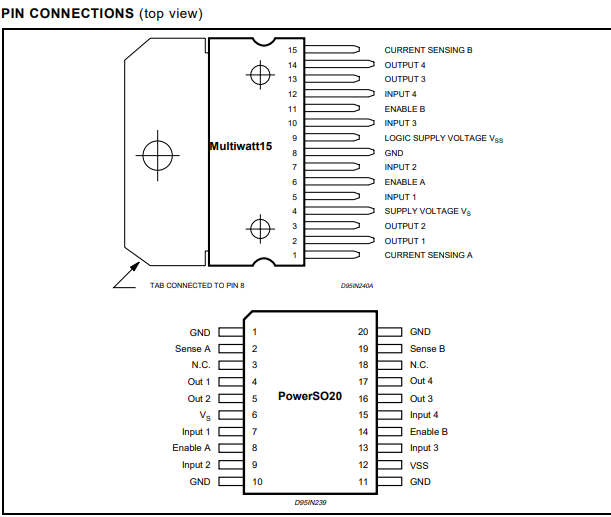 PIN CONNECTIONS (top view)
15 CURRENT SENSING B
14 OUTPUT 4
13 OUTPUT 3
12 INPUT 4
11 ENABLE B
10 INPUT 3
Multiwatt15
9 LOGIC SUPPLY VOLTAGE VSS
8 GND
7 INPUT 2
6 ENABLE A
5 INPUT 1
4 SUPPLY VOLTAGE VS
3 OUTPUT 2
2 OUTPUT 1
1 CURRENT SENSING A
TAB CONNECTED TO PIN 8
D95IN240A
GND 1 20 GND
Sense A 2 19 Sense B
N.C. 3 18 N.C.
Out 1 4 17 Out 4
Out 2 5 PowerSO20 16 Out 3
VS 6 15 Input 4
Input 1 7 14 Enable B
Enable A 8 13 Input 3
Input 2 9 12 VSS
GND 10 11 GND
D95IN239